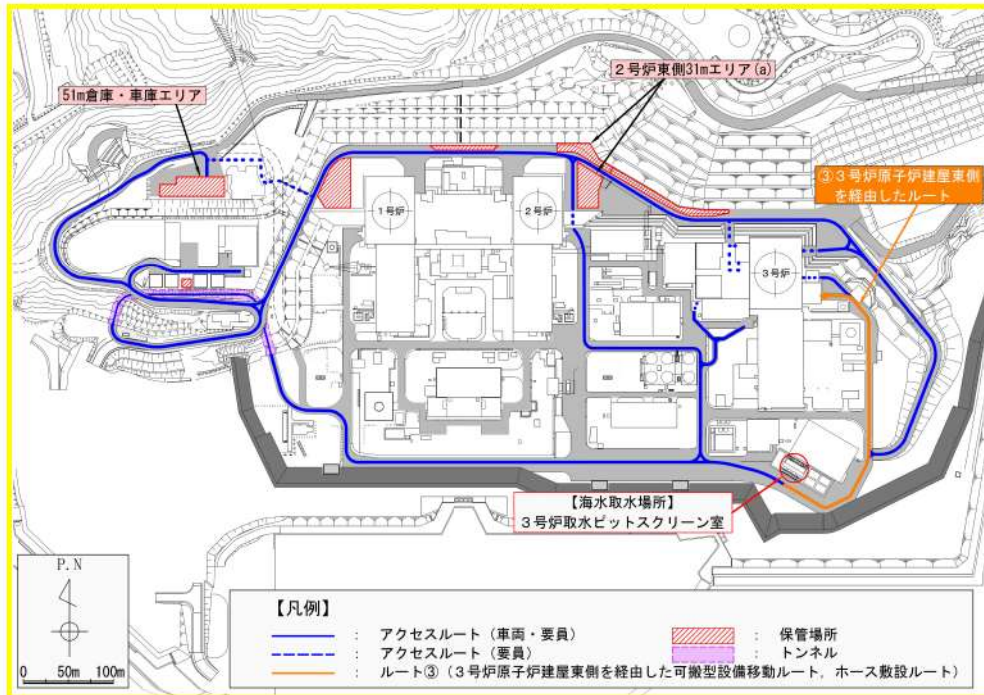 2号炉東側31mエリア(a)
51m倉庫・車庫エリア
③3号炉原子炉建屋東側
を経由したルート
1号炉
2号炉
3号炉
【海水取水場所】
3号炉取水ピットスクリーン室
P.N
0 50m 100m
【凡例】
: アクセスルート(車両・要員)
: 保管場所
: アクセスルート(要員)
: トンネル
: ルート③(3号炉原子炉建屋東側を経由した可搬型設備移動ルート,ホース敷設ルート)